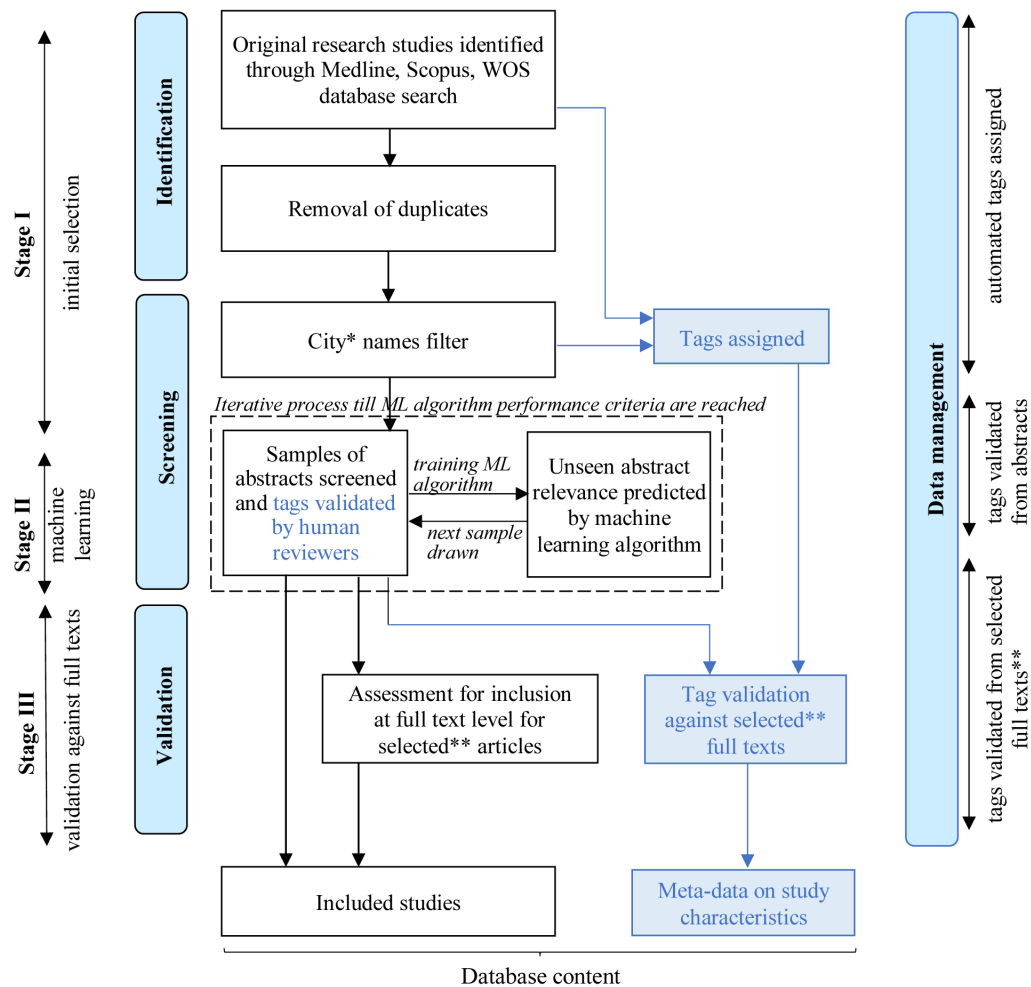 Original research studies identified
through Medline, Scopus, WOS
database search
Removal of duplicates
City* names filter
Tags assigned
Iterative process till ML algorithm performance criteria are reached
Samples of
abstracts screened
and tags validated
by human
reviewers
training ML
algorithm
next sample
drawn
Unseen abstract
relevance predicted
by machine
learning algorithm
Assessment for inclusion
at full text level for
selected** articles
Tag validation
against selected**
full texts
Included studies
Meta-data on study
characteristics
Database content
Stage I
initial selection
Stage II
machine
learning
Stage III
validation against full texts
Identification
Screening
Validation
Data management
automated tags assigned
tags validated
from abstracts
tags validated from selected
full texts**